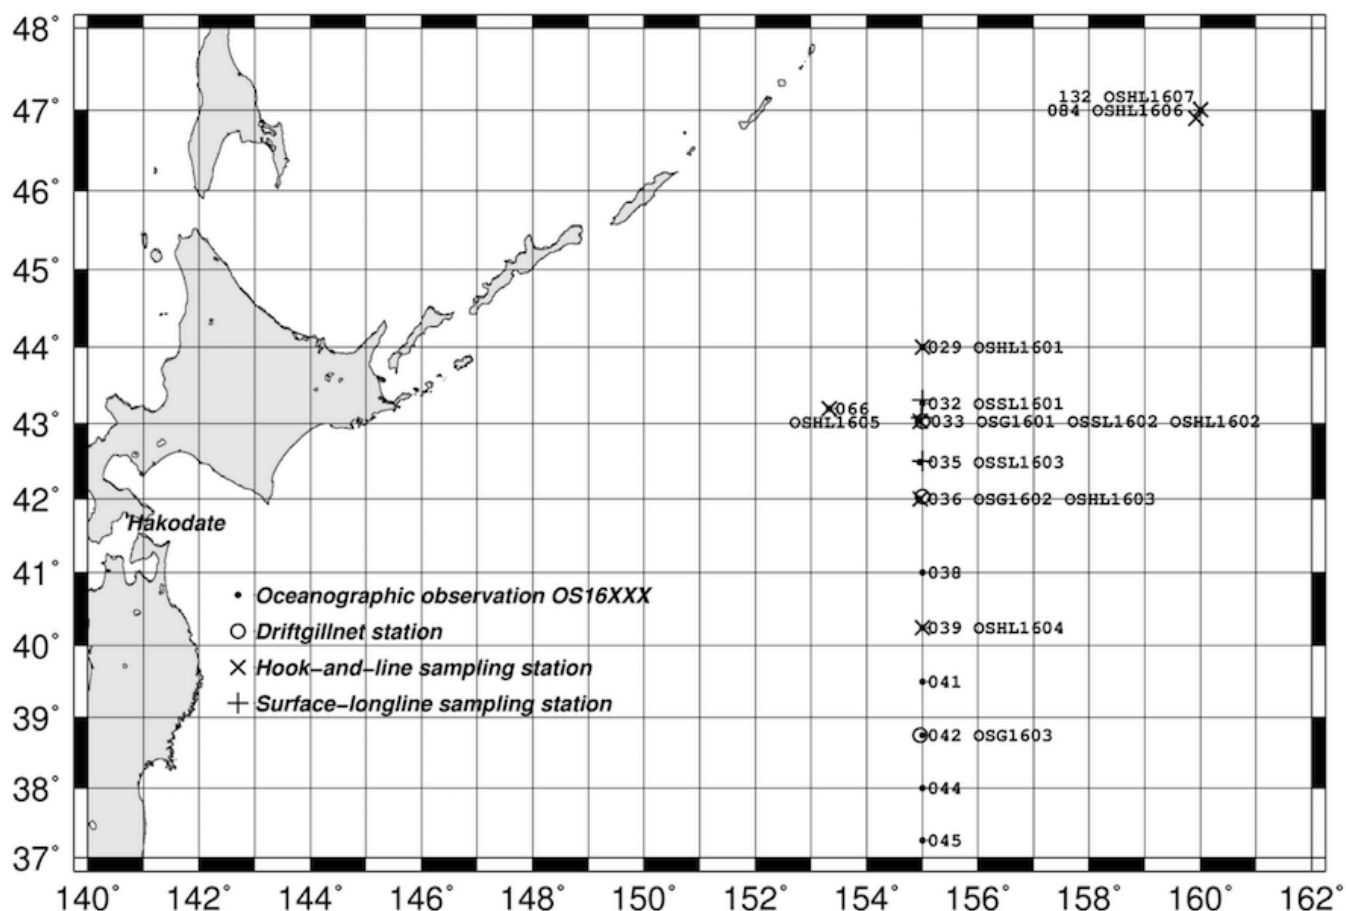 48°
47°
46°
45°
44°
43°
42°
41°
40°
39°
38°
37°
132 OSHL1607
084 OSHL1606
029 OSHL1601
032 OSSL1601
066
OSHL1605
033 OSG1601 OSSL1602 OSHL1602
035 OSSL1603
036 OSG1602 OSHL1603
Hakodate
038
039 OSHL1604
041
042 OSG1603
044
045
Oceanographic observation OS16XXX
Driftgillnet station
Hook−and−line sampling station
Surface−longline sampling station
140° 142° 144° 146° 148° 150° 152° 154° 156° 158° 160° 162°